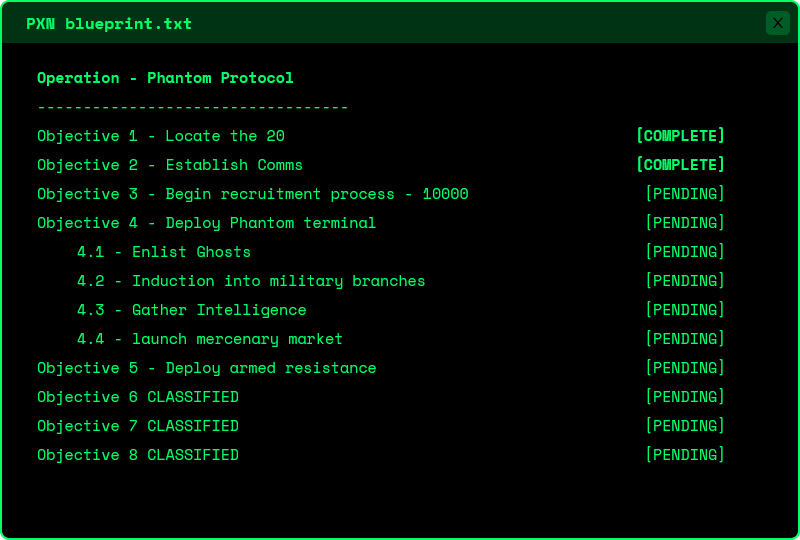 PXN blueprint.txt X
Operation - Phantom Protocol
----------------------------------
Objective 1 - Locate the 20 [COMPLETE]
Objective 2 - Establish Comms [COMPLETE]
Objective 3 - Begin recruitment process - 10000 [PENDING]
Objective 4 - Deploy Phantom terminal [PENDING]
4.1 - Enlist Ghosts [PENDING]
4.2 - Induction into military branches [PENDING]
4.3 - Gather Intelligence [PENDING]
4.4 - launch mercenary market [PENDING]
Objective 5 - Deploy armed resistance [PENDING]
Objective 6 CLASSIFIED [PENDING]
Objective 7 CLASSIFIED [PENDING]
Objective 8 CLASSIFIED [PENDING]